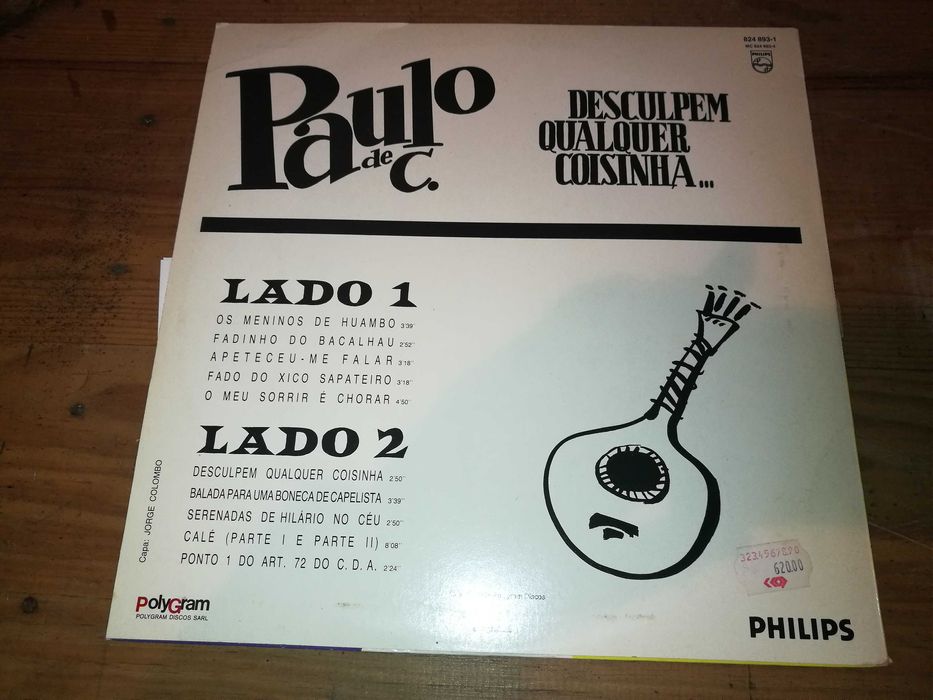 824 893-1
MC 824 893-4
PHILIPS
Paulo
de C.
DESCULPEM
QUALQUER
COISINHA...
LADO 1
OS MENINOS DE HUAMBO 3'39"
FADINHO DO BACALHAU 2'52"
APETECEU-ME FALAR 3'18"
FADO DO XICO SAPATEIRO 3'18"
O MEU SORRIR É CHORAR 4'50"
LADO 2
DESCULPEM QUALQUER COISINHA 2'50"
BALADA PARA UMA BONECA DE CAPELISTA 3'39"
SERENADAS DE HILÁRIO NO CÉU 2'50"
CALÉ (PARTE I E PARTE II) 8'08"
PONTO 1 DO ART. 72 DO C. D. A. 2'24"
Capa: JORGE COLOMBO
620.00
Discos
PolyGram
POLYGRAM DISCOS SARL
PHILIPS